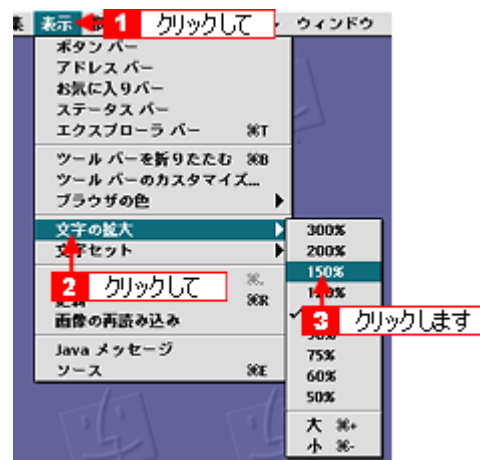 表示
1 クリックして
ウィンドウ
ボタン バー
アドレス バー
お気に入りバー
ステータス バー
エクスプローラ バー ⌘T
ツール バーを折りたたむ ⌘B
ツール バーのカスタマイズ...
ブラウザの色
文字の拡大
文字セット
2 クリックして
⌘.
⌘R
画像の再読み込み
Java メッセージ
ソース ⌘E
300%
200%
150%
3 クリックします
75%
60%
50%
大 ⌘+
小 ⌘-